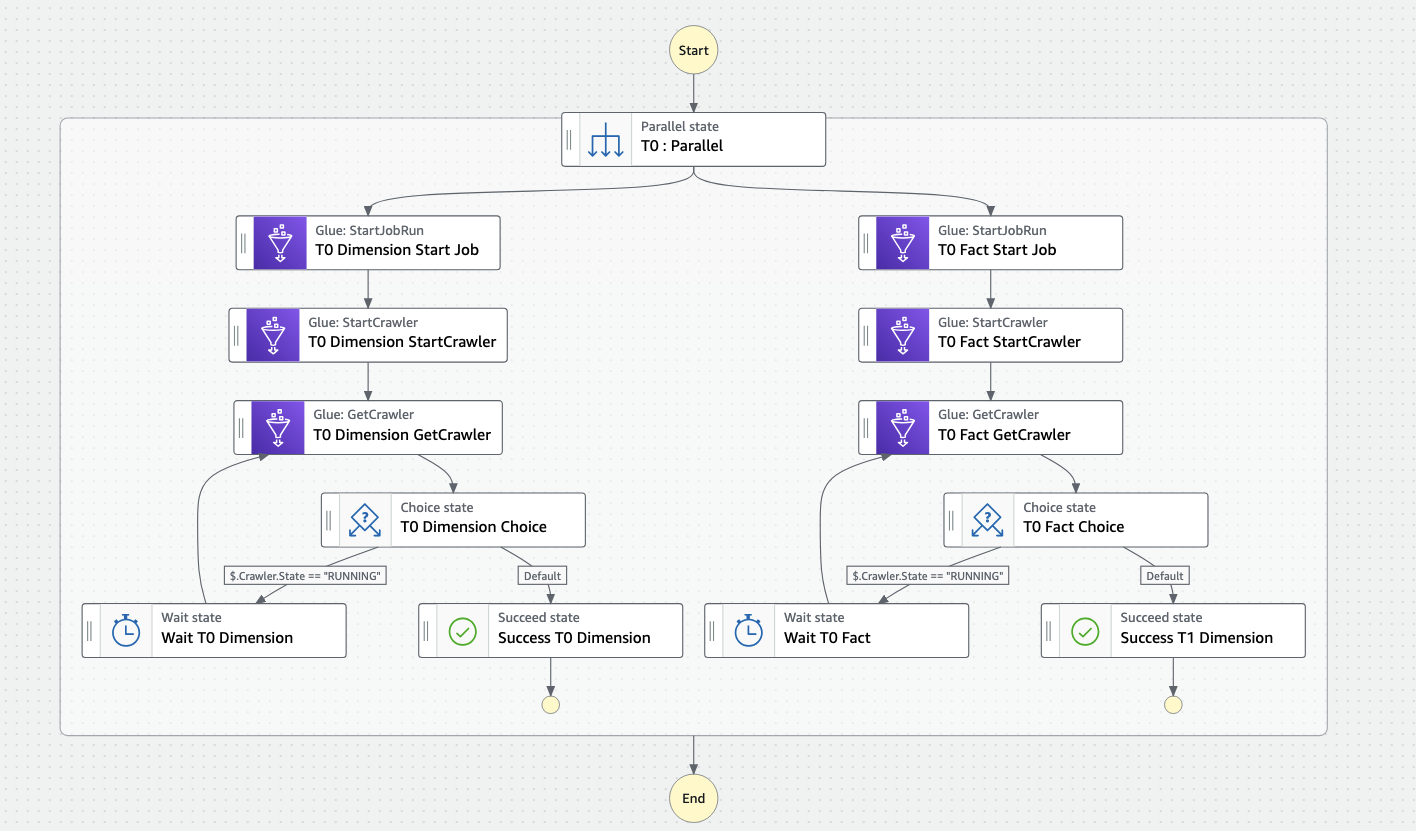 Start
Parallel state
T0 : Parallel
Glue: StartJobRun
T0 Dimension Start Job
Glue: StartJobRun
T0 Fact Start Job
Glue: StartCrawler
T0 Dimension StartCrawler
Glue: StartCrawler
T0 Fact StartCrawler
Glue: GetCrawler
T0 Dimension GetCrawler
Glue: GetCrawler
T0 Fact GetCrawler
Choice state
T0 Dimension Choice
Choice state
T0 Fact Choice
$.Crawler.State == "RUNNING"
Default
$.Crawler.State == "RUNNING"
Default
Wait state
Wait T0 Dimension
Succeed state
Success T0 Dimension
Wait state
Wait T0 Fact
Succeed state
Success T1 Dimension
End